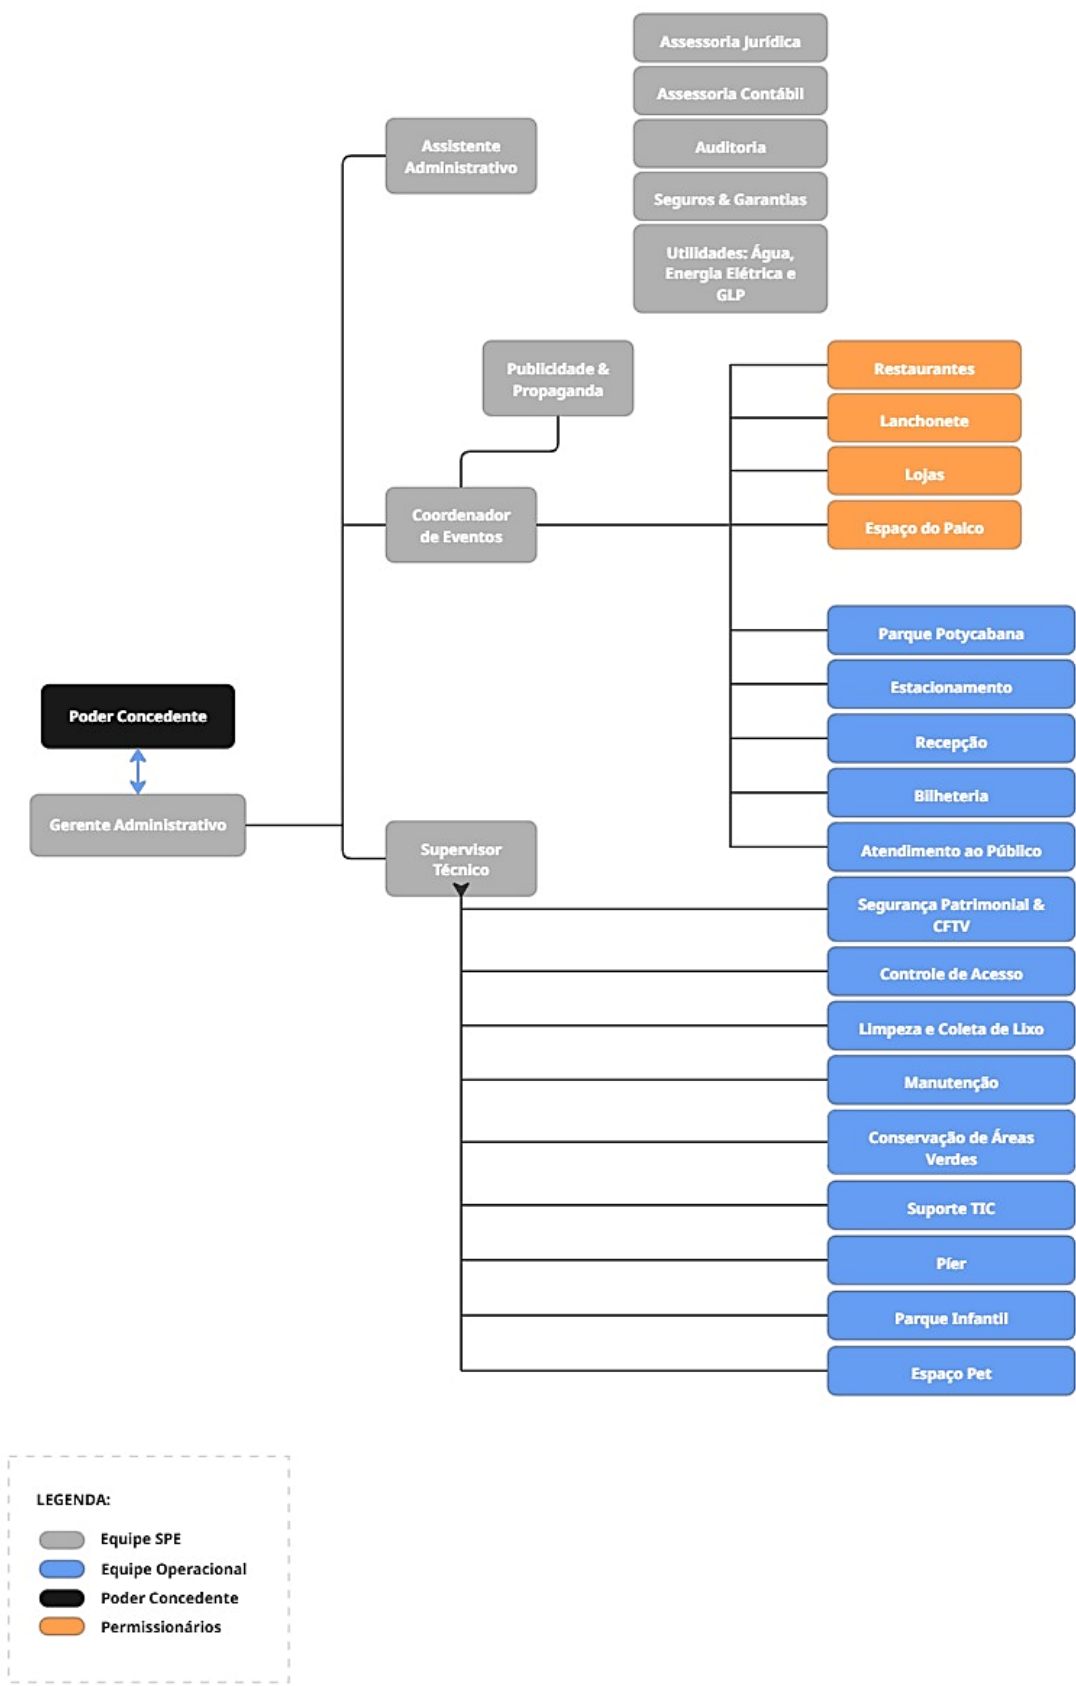 Assessoria Jurídica
Assessoria Contábil
Auditoria
Seguros & Garantias
Utilidades: Água,
Energia Elétrica e
GLP
Assistente
Administrativo
Publicidade &
Propaganda
Coordenador
de Eventos
Restaurantes
Lanchonete
Lojas
Espaço do Palco
Parque Potycabana
Estacionamento
Recepção
Bilheteria
Atendimento ao Público
Poder Concedente
Gerente Administrativo
Supervisor
Técnico
Segurança Patrimonial &
CFTV
Controle de Acesso
Limpeza e Coleta de Lixo
Manutenção
Conservação de Áreas
Verdes
Suporte TIC
Píer
Parque Infantil
Espaço Pet
LEGENDA:
Equipe SPE
Equipe Operacional
Poder Concedente
Permissionários